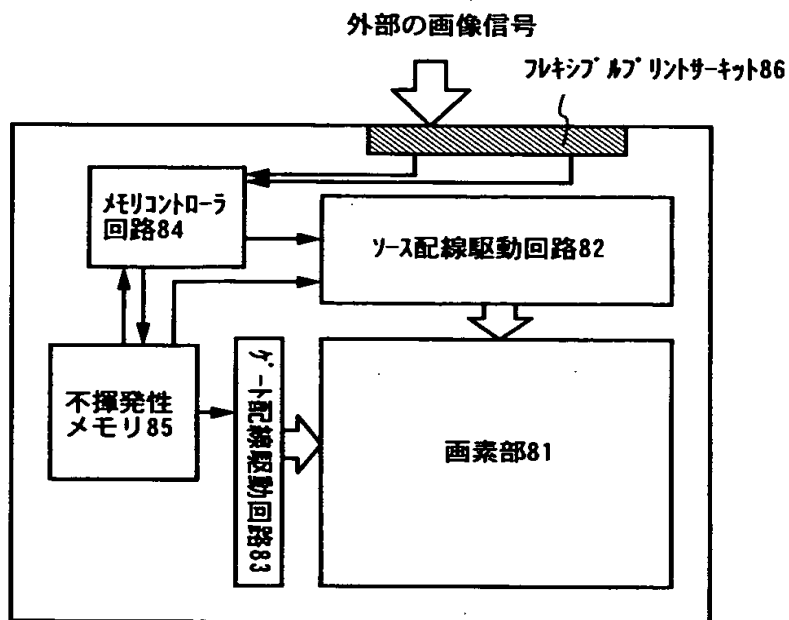 外部の画像信号
フレキシブルプリントサーキット86
メモリコントローラ
回路84
ソース配線駆動回路82
不揮発性
メモリ85
ゲート配線駆動回路83
画素部81